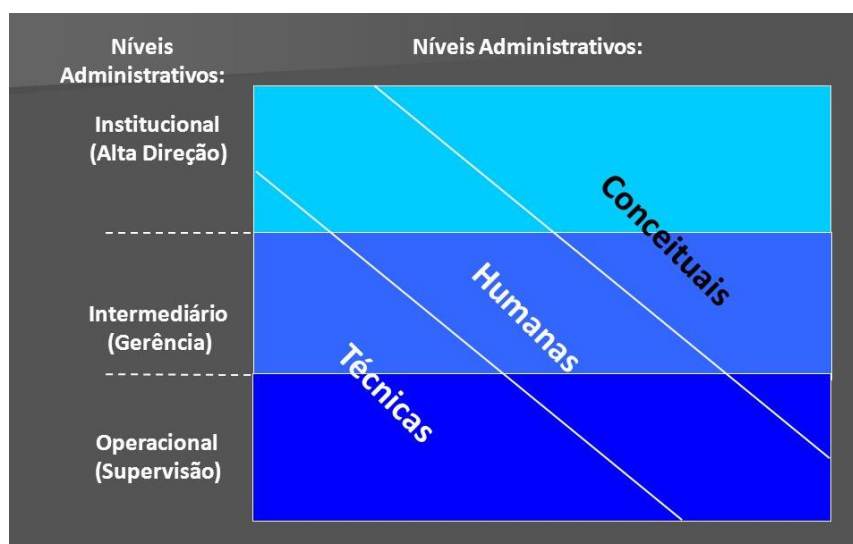 Níveis
Administrativos:
Níveis Administrativos:
Institucional
(Alta Direção)
Conceituais
Intermediário
(Gerência)
Humanas
Técnicas
Operacional
(Supervisão)